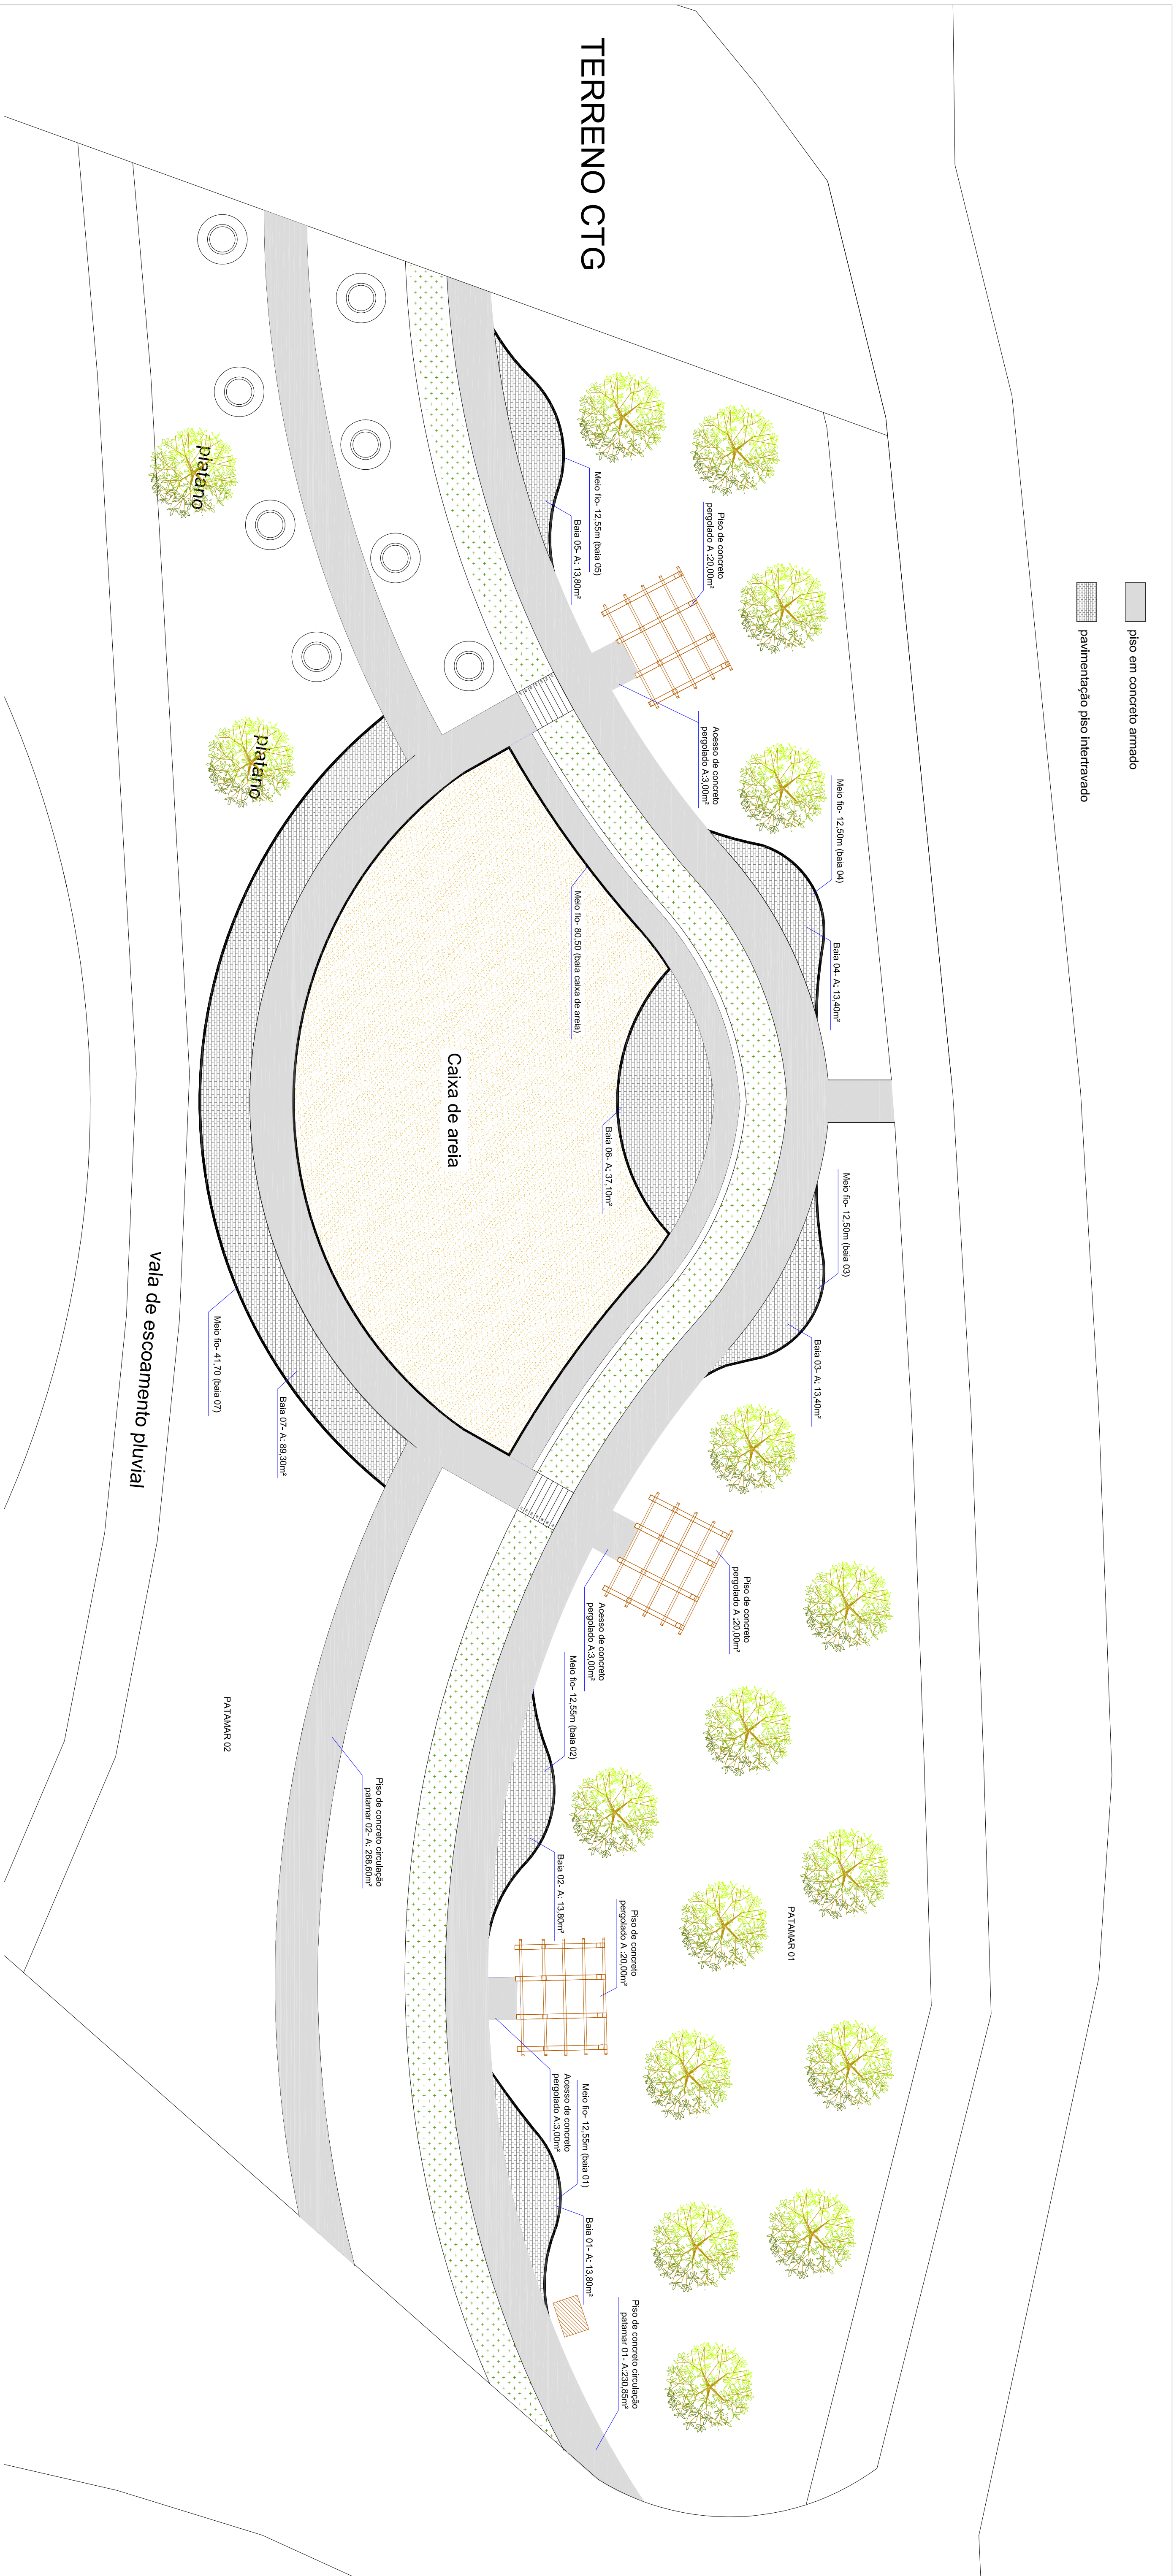 piso em concreto armado
pavimentação piso intertravado
TERRENO CTG
Meio fio- 12,50m (baia 04)
Baia 04- A: 13,40m²
Meio fio- 12,50m (baia 03)
Baia 03- A: 13,40m²
PATAMAR 01
Piso de concreto
pergolado A :20,00m²
Acesso de concreto
pergolado A:3,00m²
Meio fio- 12,55m (baia 05)
Baia 05- A: 13,80m²
Piso de concreto
pergolado A :20,00m²
Acesso de concreto
pergolado A:3,00m²
Meio fio- 12,55m (baia 02)
Baia 02- A: 13,80m²
Piso de concreto
pergolado A :20,00m²
Acesso de concreto
pergolado A:3,00m²
Meio fio- 12,55m (baia 01)
Baia 01- A: 13,80m²
Piso de concreto circulação
patamar 01- A:230,85m²
Meio fio- 80,50 (baia caixa de areia)
Baia 06- A: 37,10m²
Caixa de areia
Piso de concreto circulação
patamar 02- A: 268,60m²
platano
platano
Meio fio- 41,70 (baia 07)
Baia 07- A: 89,30m²
PATAMAR 02
vala de escoamento pluvial